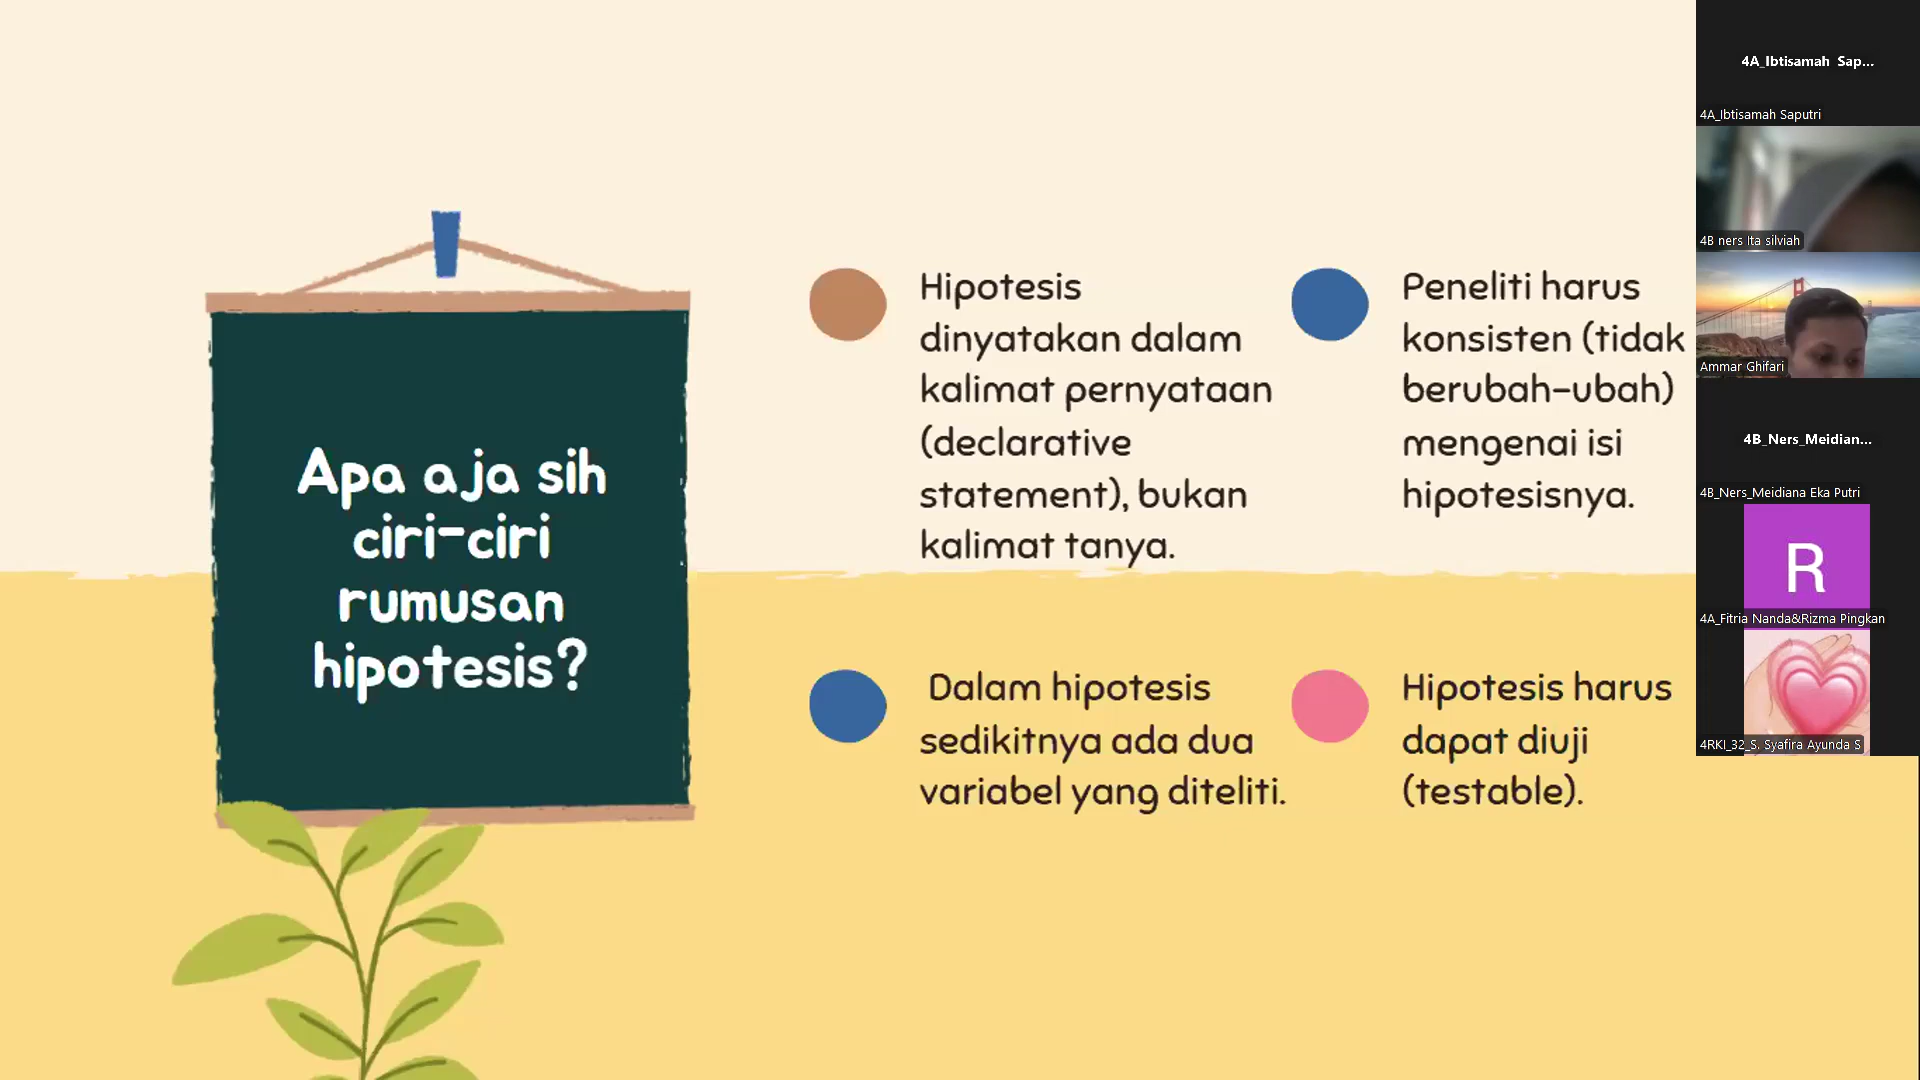 Apa aja sih
ciri-ciri
rumusan
hipotesis?
Hipotesis
dinyatakan dalam
kalimat pernyataan
(declarative
statement), bukan
kalimat tanya.
Peneliti harus
konsisten (tidak
berubah-ubah)
mengenai isi
hipotesisnya.
Dalam hipotesis
sedikitnya ada dua
variabel yang diteliti.
Hipotesis harus
dapat diuji
(testable).
4A_Ibtisamah Sap...
4A_Ibtisamah Saputri
4B ners Ita silviah
Ammar Ghifari
4B_Ners_Meidian...
4B_Ners_Meidiana Eka Putri
R
4A_Fitria Nanda&Rizma Pingkan
4RKI_32_S. Syafira Ayunda S